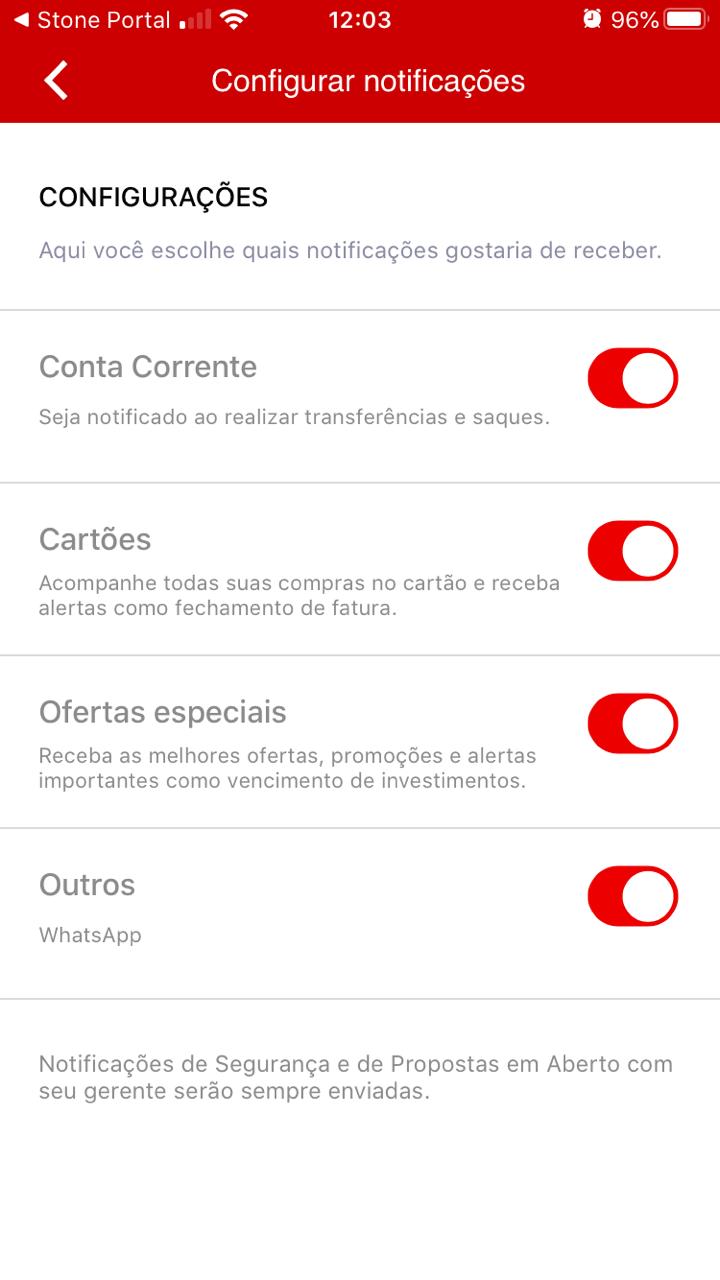 Stone Portal 12:03 96%
Configurar notificações
CONFIGURAÇÕES
Aqui você escolhe quais notificações gostaria de receber.
Conta Corrente
Seja notificado ao realizar transferências e saques.
Cartões
Acompanhe todas suas compras no cartão e receba
alertas como fechamento de fatura.
Ofertas especiais
Receba as melhores ofertas, promoções e alertas
importantes como vencimento de investimentos.
Outros
WhatsApp
Notificações de Segurança e de Propostas em Aberto com
seu gerente serão sempre enviadas.